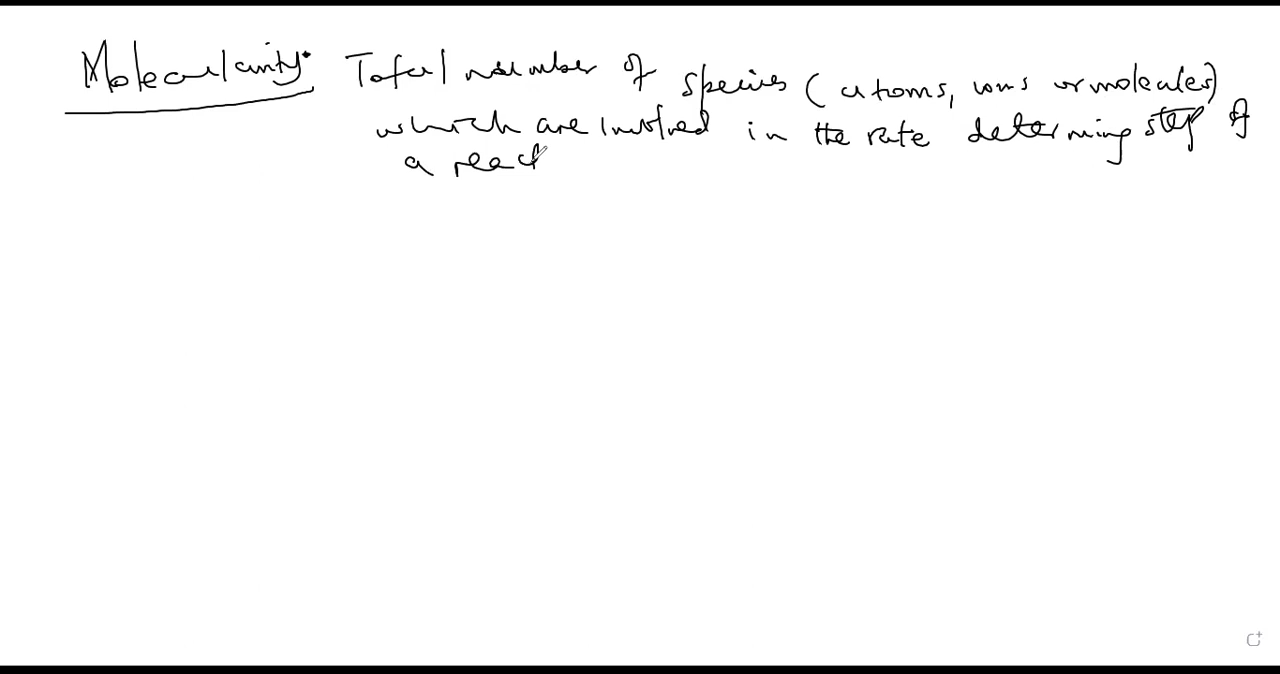 Molecularity: Total number of species (atoms, ions or molecules)
which are involved in the rate determining step of
a react